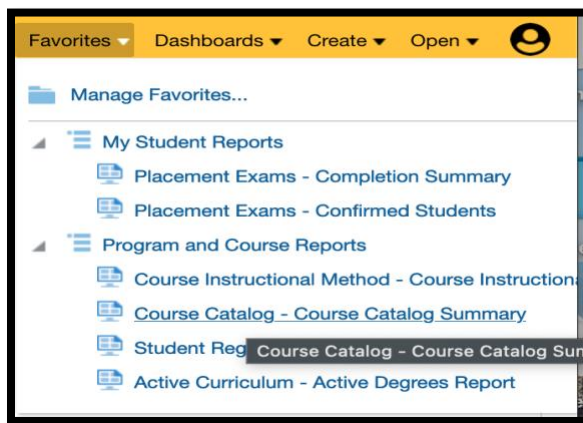 Favorites Dashboards Create Open
Manage Favorites...
My Student Reports
Placement Exams - Completion Summary
Placement Exams - Confirmed Students
Program and Course Reports
Course Instructional Method - Course Instruction
Course Catalog - Course Catalog Summary
Student Reg
Course Catalog - Course Catalog Sum
Active Curriculum - Active Degrees Report